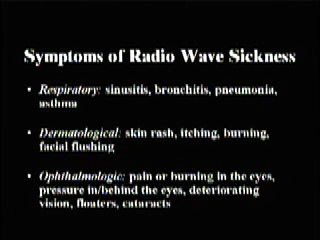 Symptoms of Radio Wave Sickness
• Respiratory: sinusitis, bronchitis, pneumonia,
asthma
• Dermatological: skin rash, itching, burning,
facial flushing
• Ophthalmologic: pain or burning in the eyes,
pressure in/behind the eyes, deteriorating
vision, floaters, cataracts